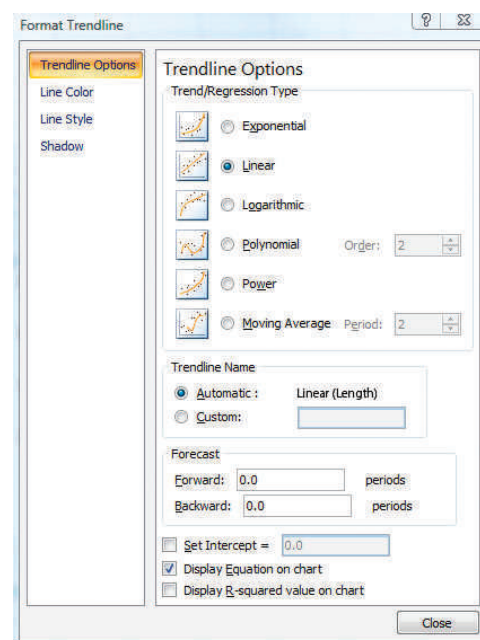 Format Trendline
Trendline Options
Line Color
Line Style
Shadow
Trendline Options
Trend/Regression Type
Exponential
Linear
Logarithmic
Polynomial Order: 2
Power
Moving Average Period: 2
Trendline Name
Automatic : Linear (Length)
Custom:
Forecast
Forward: 0.0 periods
Backward: 0.0 periods
Set Intercept = 0.0
Display Equation on chart
Display R-squared value on chart
Close